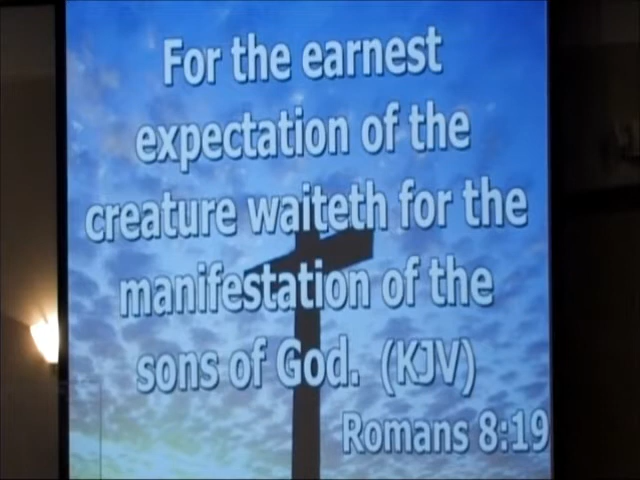 For the earnest
expectation of the
creature waiteth for the
manifestation of the
sons of God. (KJV)
Romans 8:19